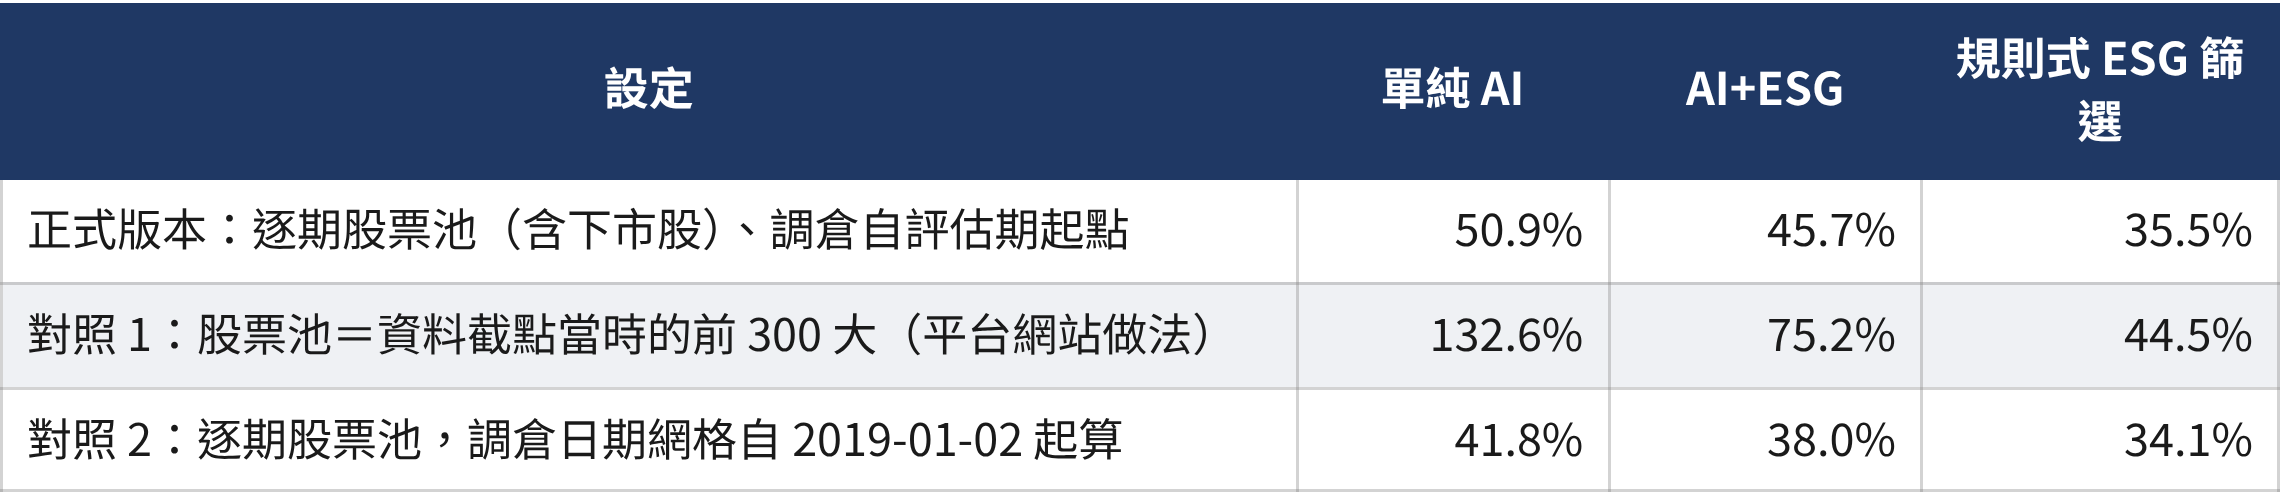 設定 單純 AI AI+ESG 規則式 ESG 篩選
正式版本：逐期股票池（含下市股）、調倉自評估期起點 50.9% 45.7% 35.5%
對照 1：股票池＝資料截點當時的前 300 大（平台網站做法） 132.6% 75.2% 44.5%
對照 2：逐期股票池，調倉日期網格自 2019-01-02 起算 41.8% 38.0% 34.1%